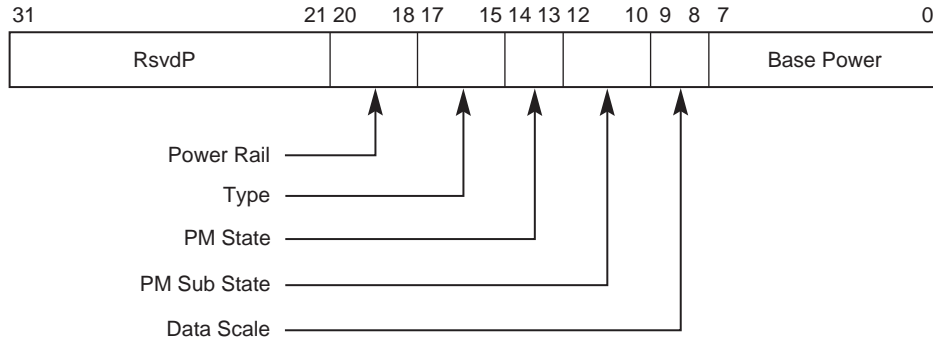 31 21 20 18 17 15 14 13 12 10 9 8 7 0
RsvdP Base Power
Power Rail
Type
PM State
PM Sub State
Data Scale